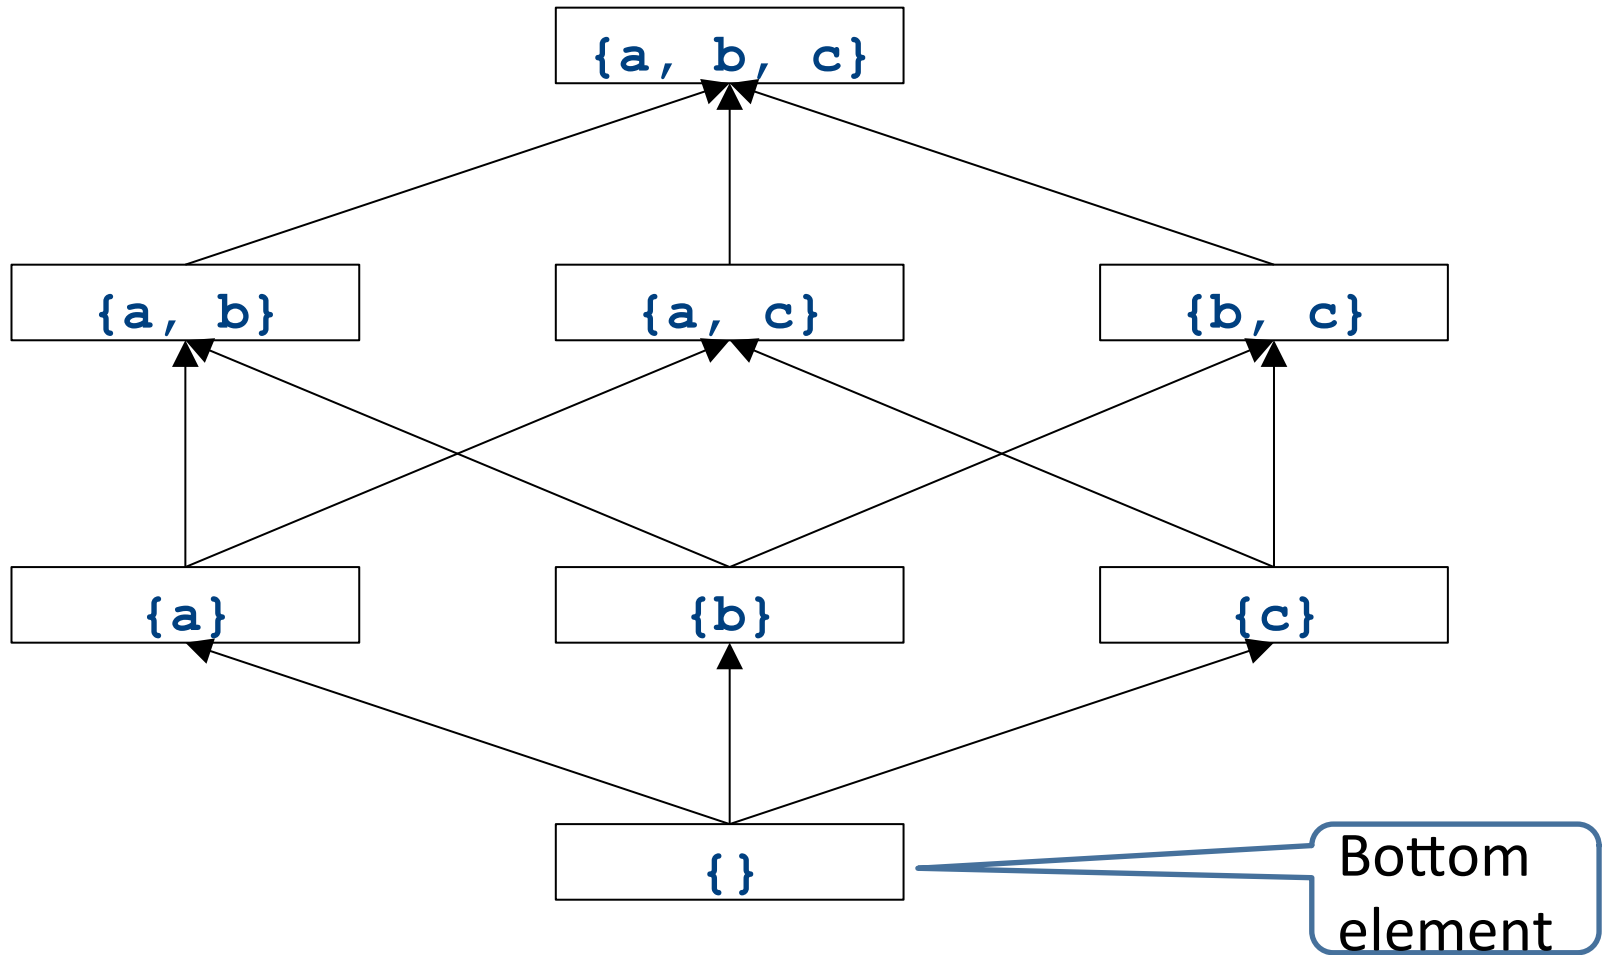 {a, b, c}
{a, b}
{a, c}
{b, c}
{a}
{b}
{c}
{}
Bottom
element